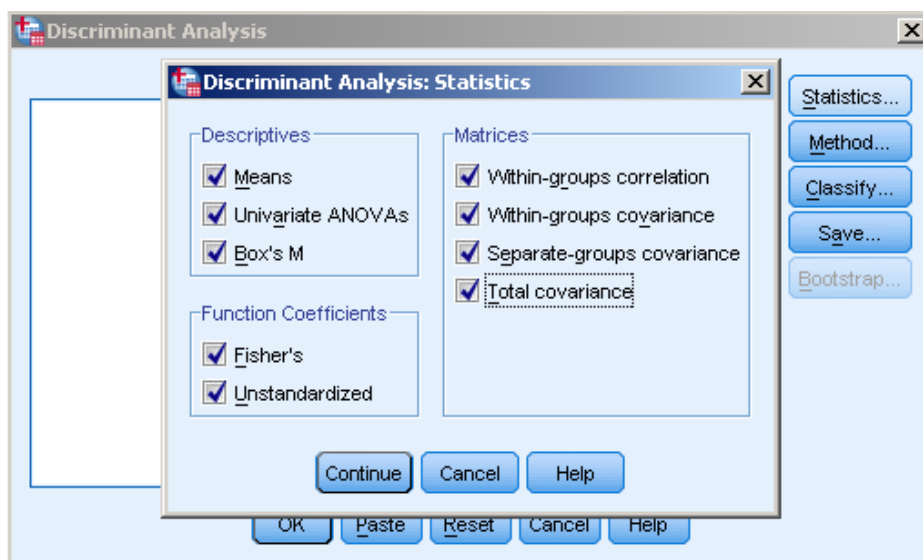 Discriminant Analysis
Discriminant Analysis: Statistics
Descriptives
Means
Univariate ANOVAs
Box's M
Function Coefficients
Fisher's
Unstandardized
Matrices
Within-groups correlation
Within-groups covariance
Separate-groups covariance
Total covariance
Continue
Cancel
Help
Statistics...
Method...
Classify...
Save...
Bootstrap...
OK
Paste
Reset
Cancel
Help